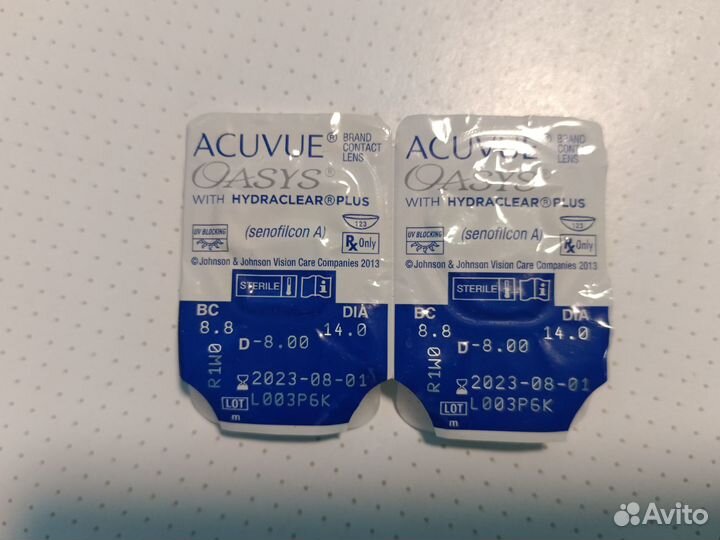 ACUVUE® BRAND CONTACT LENS
OASYS®
WITH HYDRACLEAR® PLUS
123
UV BLOCKING
(senofilcon A)
Rx Only
© Johnson & Johnson Vision Care Companies 2013
STERILE i
BC DIA
8.8 14.0
D -8.00
R1W0
2023-08-01
LOT L003P6K
m
ACUVUE® BRAND CONTACT LENS
OASYS®
WITH HYDRACLEAR® PLUS
123
UV BLOCKING
(senofilcon A)
Rx Only
© Johnson & Johnson Vision Care Companies 2013
STERILE i
BC DIA
8.8 14.0
D -8.00
R1W0
2023-08-01
LOT L003P6K
m
Avito